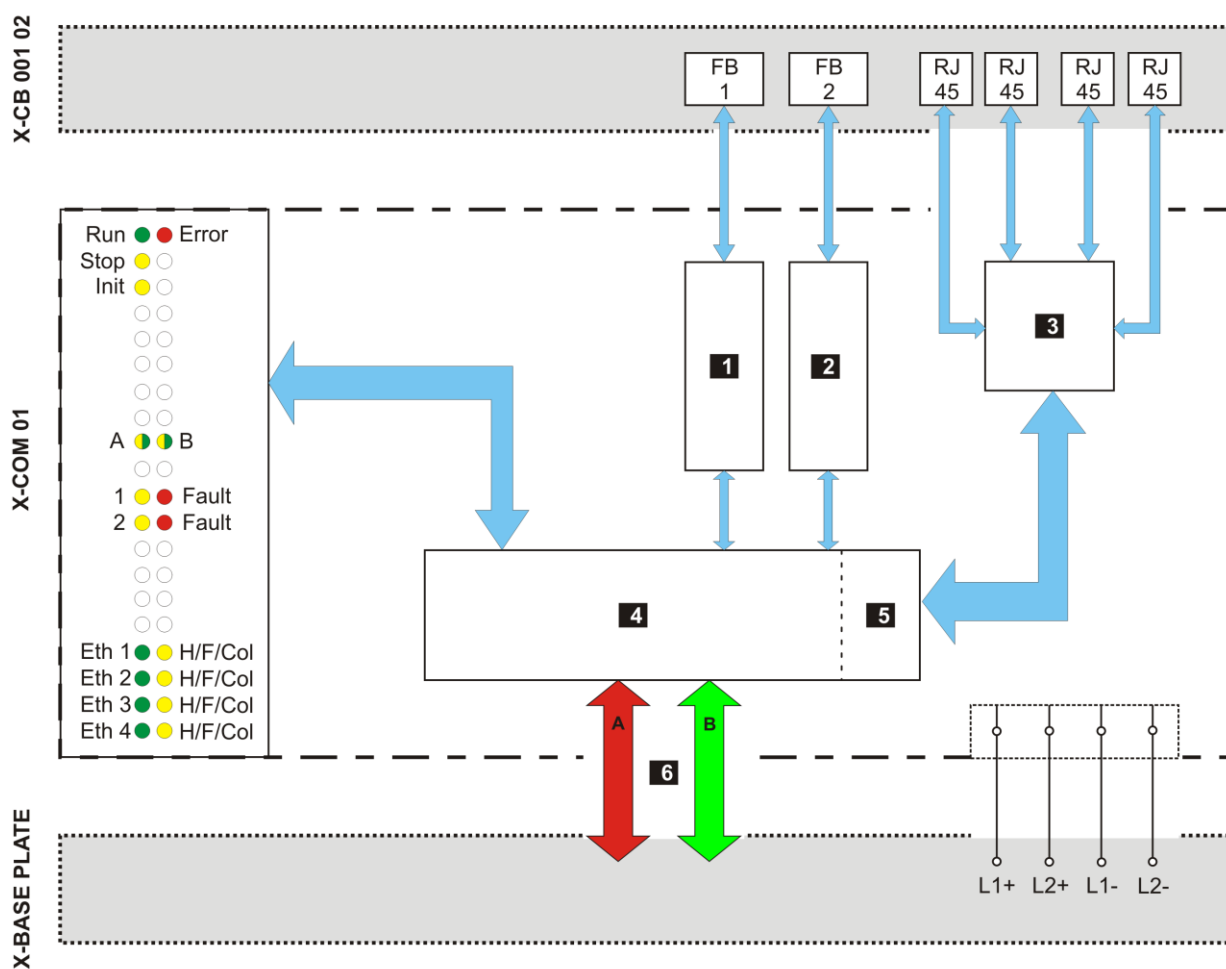 X-CB 001 02
FB
1
FB
2
RJ
45
RJ
45
RJ
45
RJ
45
X-COM 01
Run Error
Stop
Init
A B
1 Fault
2 Fault
Eth 1 H/F/Col
Eth 2 H/F/Col
Eth 3 H/F/Col
Eth 4 H/F/Col
1
2
3
4
5
A
B
6
X-BASE PLATE
L1+ L2+ L1- L2-